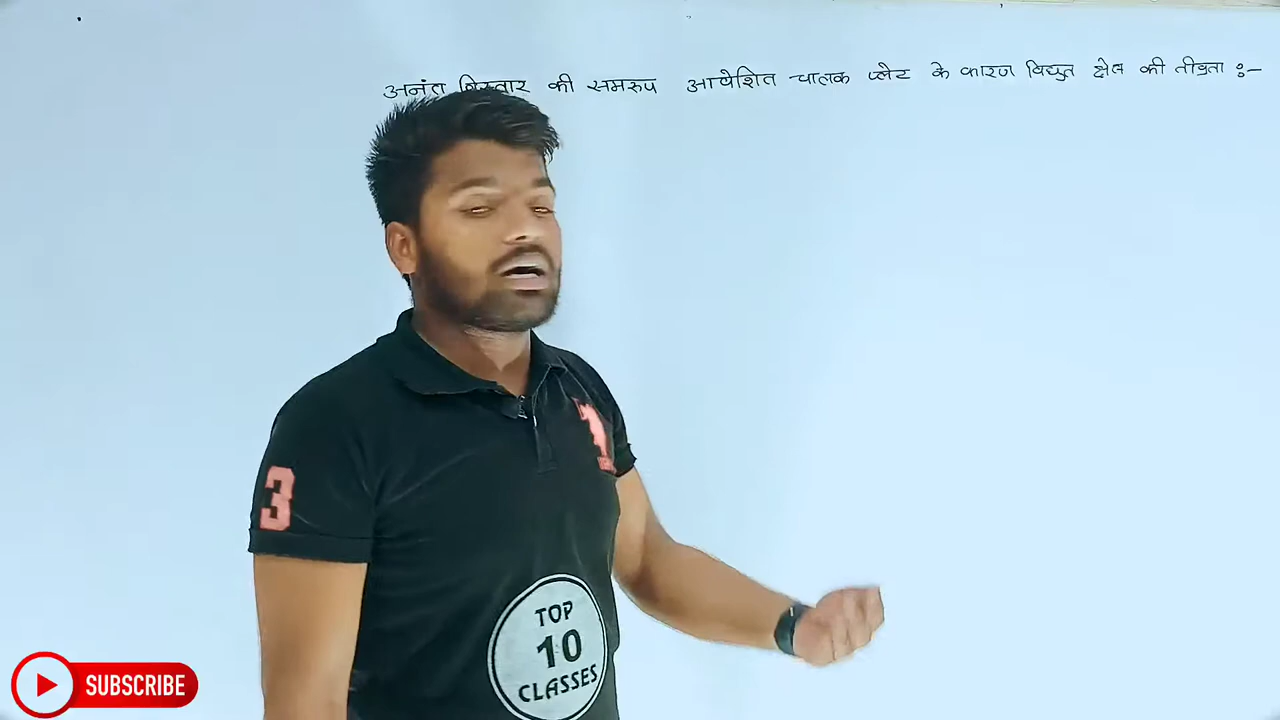 अनंत विस्तार की समरूप आवेशित चालक प्लेट के कारण विद्युत क्षेत्र की तीव्रता :-
3
TOP
10
CLASSES
SUBSCRIBE